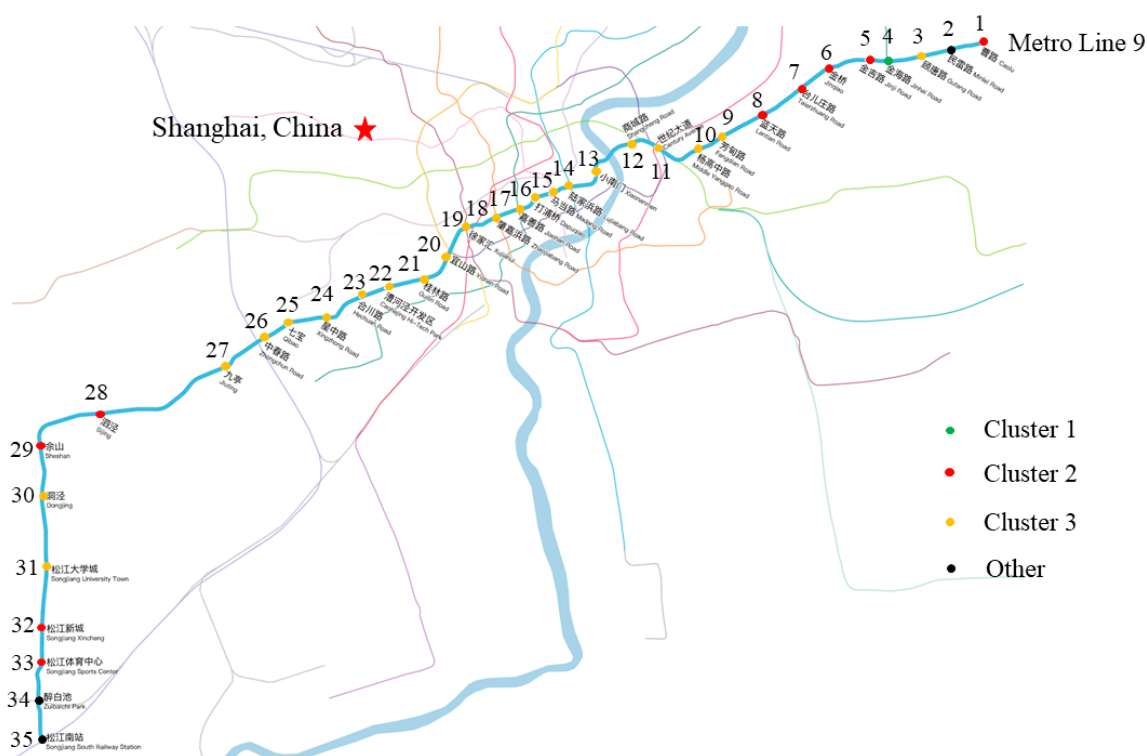 1
2
3
4
5
6
7
8
9
10
11
12
13
14
15
16
17
18
19
20
21
22
23
24
25
26
27
28
29
30
31
32
33
34
35
Metro Line 9
Shanghai, China
曹路 Caolu
民雷路 Minlei Road
顾唐路 Gutang Road
金海路 Jinhai Road
金吉路 Jinji Road
金桥
Jinqiao
台儿庄路
Taierzhuang Road
蓝天路
Lantian Road
芳甸路
Fangdian Road
杨高中路
Middle Yanggao Road
世纪大道
Century Avenue
商城路
Shangcheng Road
小南门 Xiaonanmen
陆家浜路 Lujiabang Road
马当路 Madang Road
打浦桥 Dapuqiao
嘉善路 Jiashan Road
肇嘉浜路 Zhaojiabang Road
徐家汇 Xujiahui
宜山路 Yishan Road
桂林路
Guilin Road
漕河泾开发区
Caohejing Hi-Tech Park
合川路
Hechuan Road
星中路
Xingzhong Road
七宝
Qibao
中春路
Zhongchun Road
九亭
Jiuting
泗泾
Sijing
佘山
Sheshan
洞泾
Dongjing
松江大学城
Songjiang University Town
松江新城
Songjiang Xincheng
松江体育中心
Songjiang Sports Center
醉白池
Zuibaichi Park
松江南站
Songjiang South Railway Station
Cluster 1
Cluster 2
Cluster 3
Other